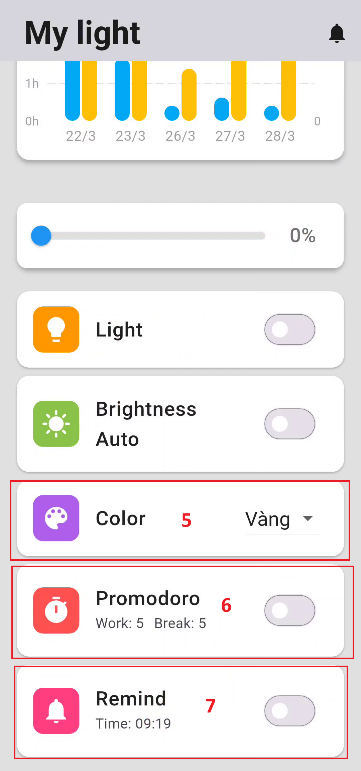 My light
1h
0h
0
22/3 23/3 26/3 27/3 28/3
0%
Light
Brightness
Auto
Color 5 Vàng
Promodoro 6
Work: 5 Break: 5
Remind 7
Time: 09:19